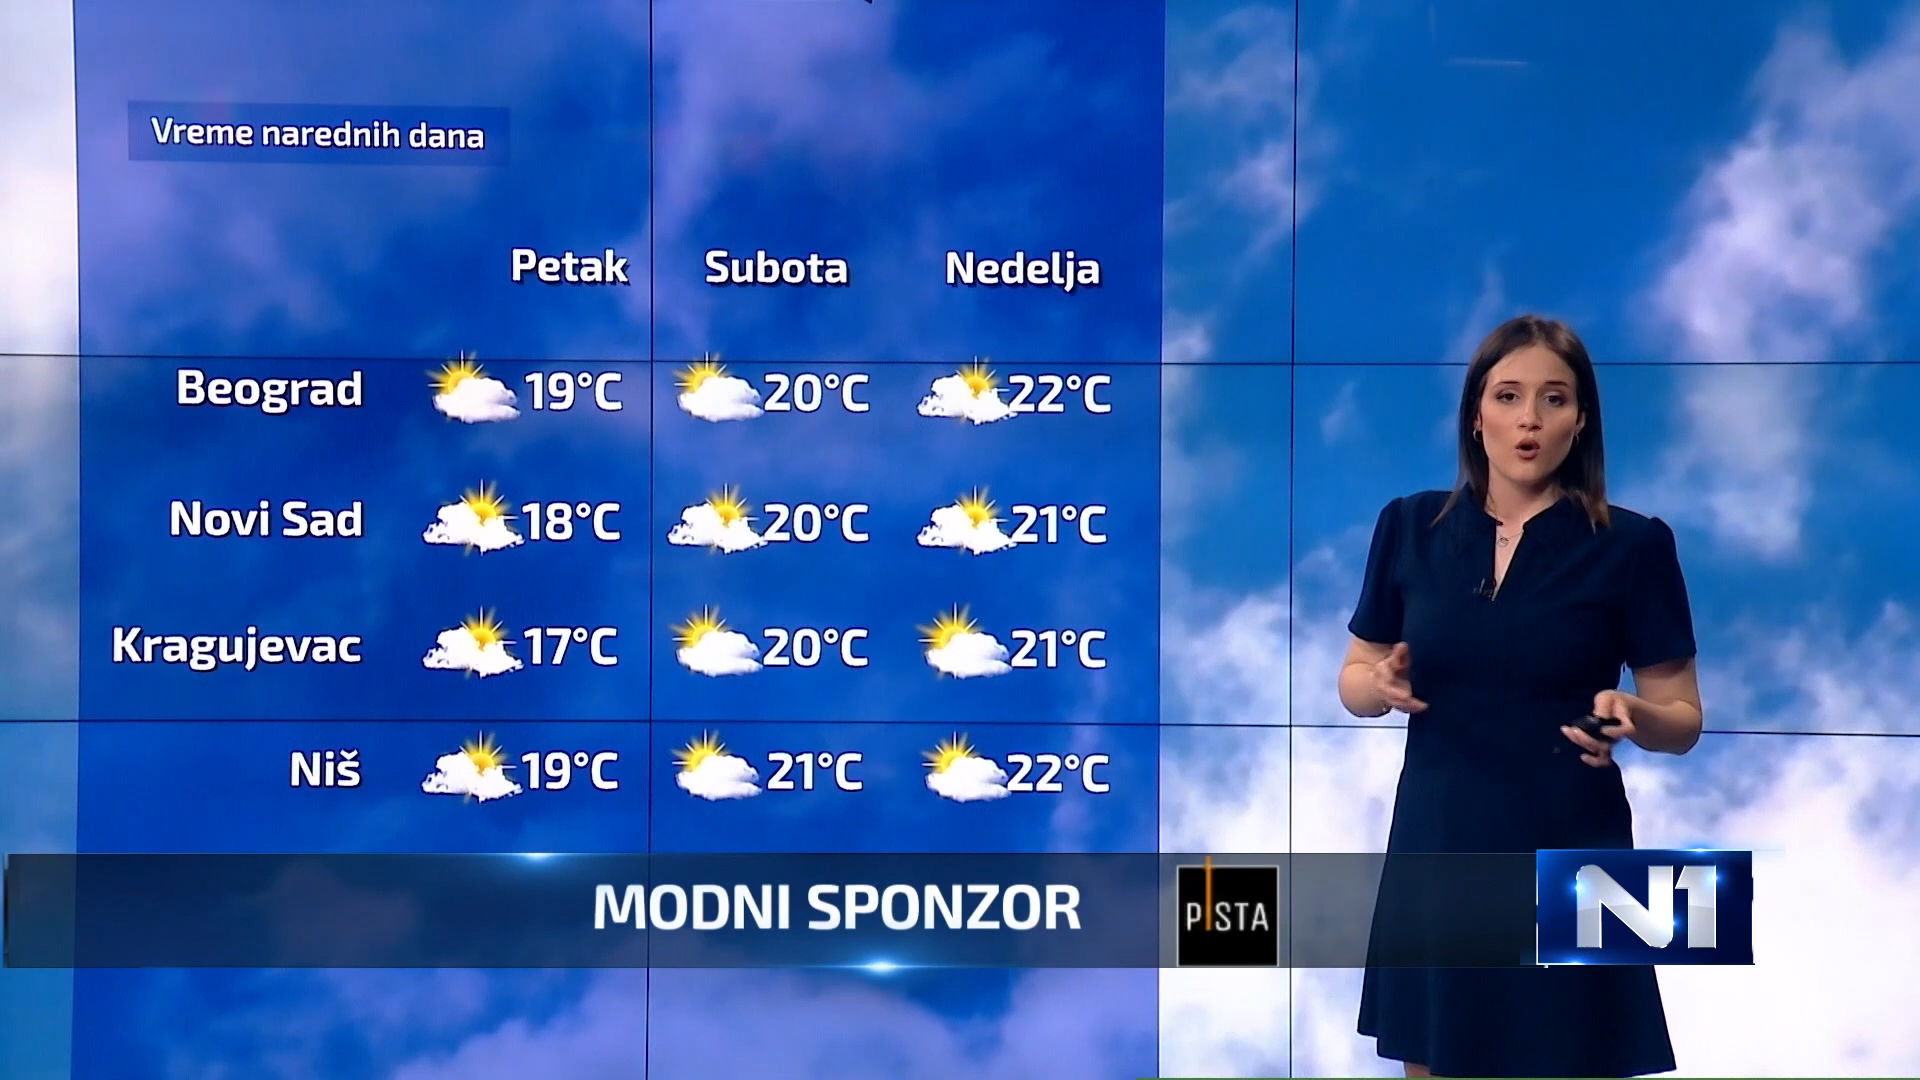 Vreme narednih dana
Petak Subota Nedelja
Beograd 19°C 20°C 22°C
Novi Sad 18°C 20°C 21°C
Kragujevac 17°C 20°C 21°C
Niš 19°C 21°C 22°C
MODNI SPONZOR PISTA N1